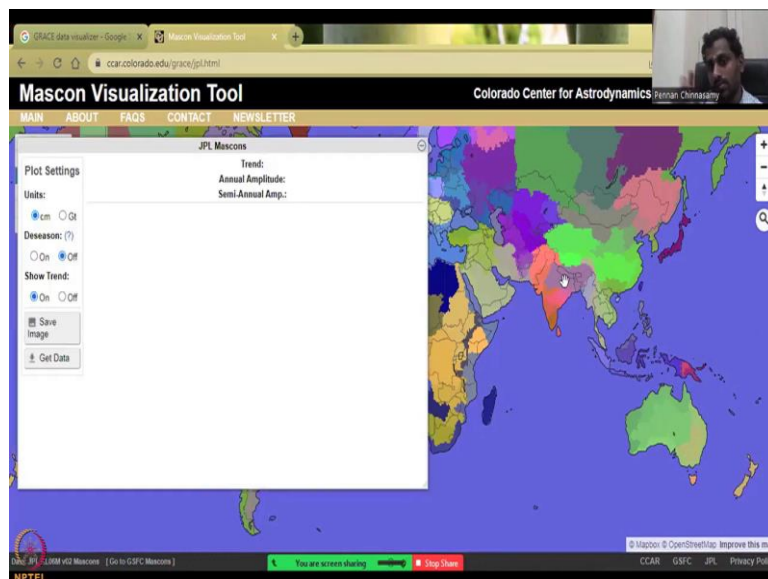 GRACE data visualizer - Google
Mascon Visualization Tool
ccar.colorado.edu/grace/jpl.html
Mascon Visualization Tool
Colorado Center for Astrodynamics
Pennan Chinnasamy
MAIN ABOUT FAQS CONTACT NEWSLETTER
JPL Mascons
Plot Settings
Trend:
Annual Amplitude:
Semi-Annual Amp.:
Units:
cm Gt
Deseason: (?)
On Off
Show Trend:
On Off
Save
Image
Get Data
© Mapbox © OpenStreetMap Improve this m
v02 Mascons [Go to GSFC Mascons]
You are screen sharing
Stop Share
CCAR GSFC JPL Privacy Poli
NPTEL